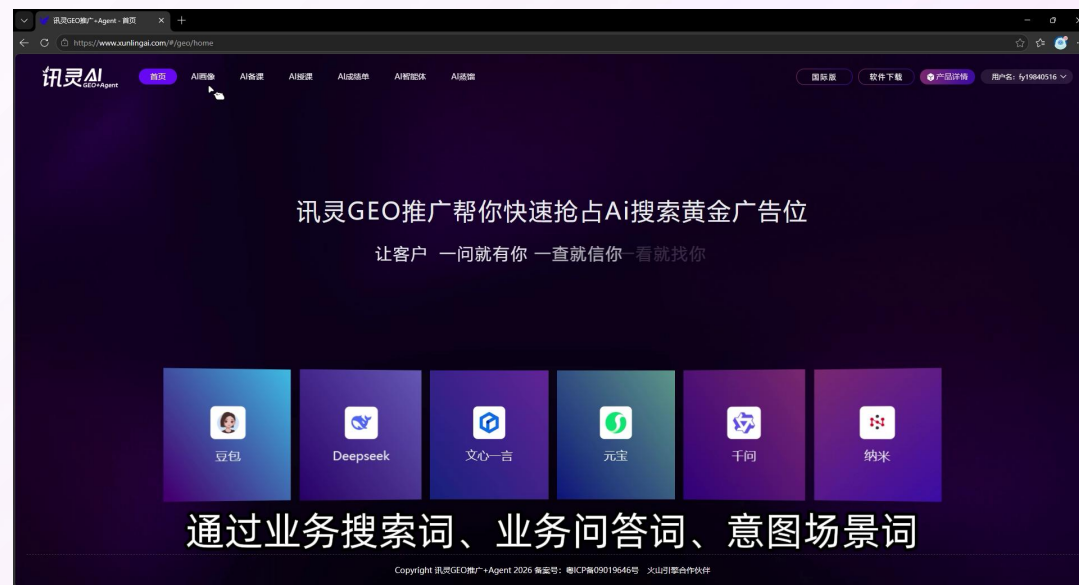 讯灵GEO推广+Agent - 首页
https://www.xunlingai.com/#/geo/home
讯灵AI GEO+Agent 首页 AI画像 AI备课 AI授课 AI成绩单 AI智能体 AI蒸馏 国际版 软件下载 产品详情 用户名: fy19840516
讯灵GEO推广帮你快速抢占Ai搜索黄金广告位
让客户 一问就有你 一查就信你 一看就找你
豆包 Deepseek 文心一言 元宝 千问 纳米
通过业务搜索词、业务问答词、意图场景词
Copyright 讯灵GEO推广+Agent 2026 备案号: 粤ICP备09019646号 火山引擎合作伙伴